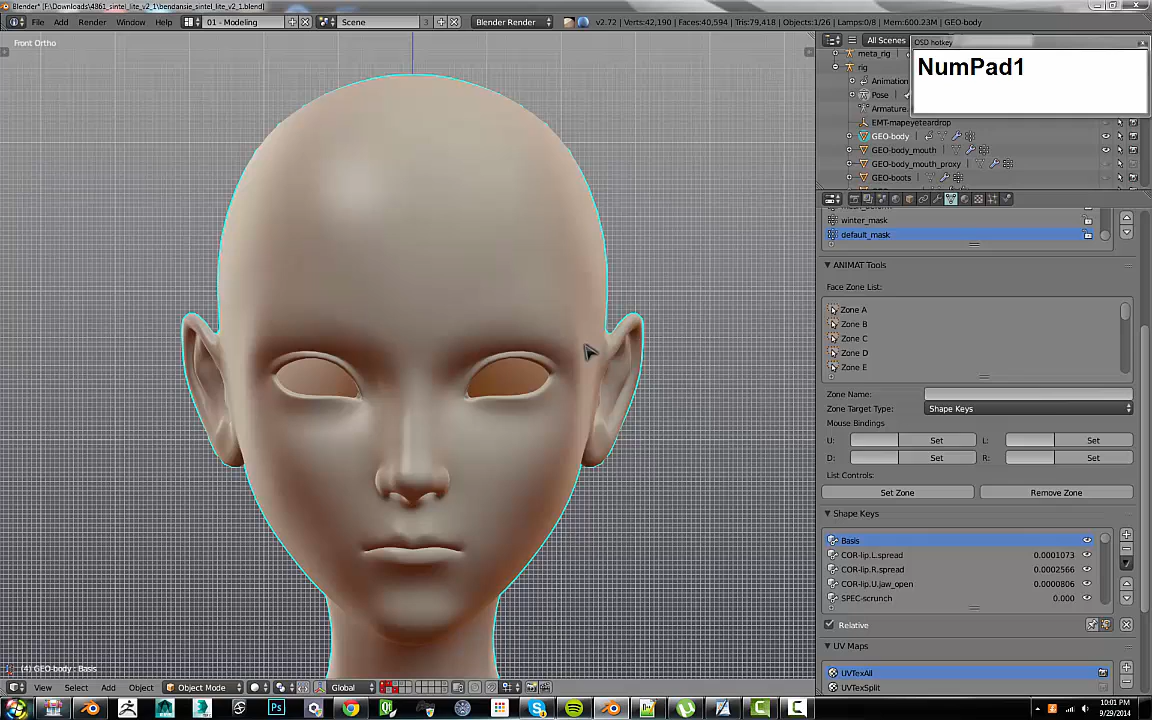 Blender* [F:\Downloads\4861_sintel_lite_v2_1\bendansie_sintel_lite_v2_1.blend]
File Render Window Help 01 - Modeling Scene 3 Blender Render v2.72 | Verts:42,190 | Faces:40,594 | Tris:79,418 | Objects:1/26 | Lamps:0/8 | Mem:600.23M | GEO-body
Front Ortho
All Scenes
OSD hotkey
NumPad1
meta_rig
rig
Animation
Pose
Armature.
EMT-mapeyeteardrop
GEO-body
GEO-body_mouth
GEO-body_mouth_proxy
GEO-boots
winter_mask
default_mask
ANIMAT Tools
Face Zone List:
Zone A
Zone B
Zone C
Zone D
Zone E
Zone Name:
Zone Target Type: Shape Keys
Mouse Bindings
U: Set L: Set
D: Set R: Set
List Controls:
Set Zone Remove Zone
Shape Keys
Basis
COR-lip.L.spread 0.0001073
COR-lip.R.spread 0.0002566
COR-lip.U.jaw_open 0.0000806
SPEC-scrunch 0.000
Relative
UV Maps
UVTexAll
UVTexSplit
(4) GEO-body : Basis
View Select Add Object Object Mode Global
10:01 PM
9/29/2014